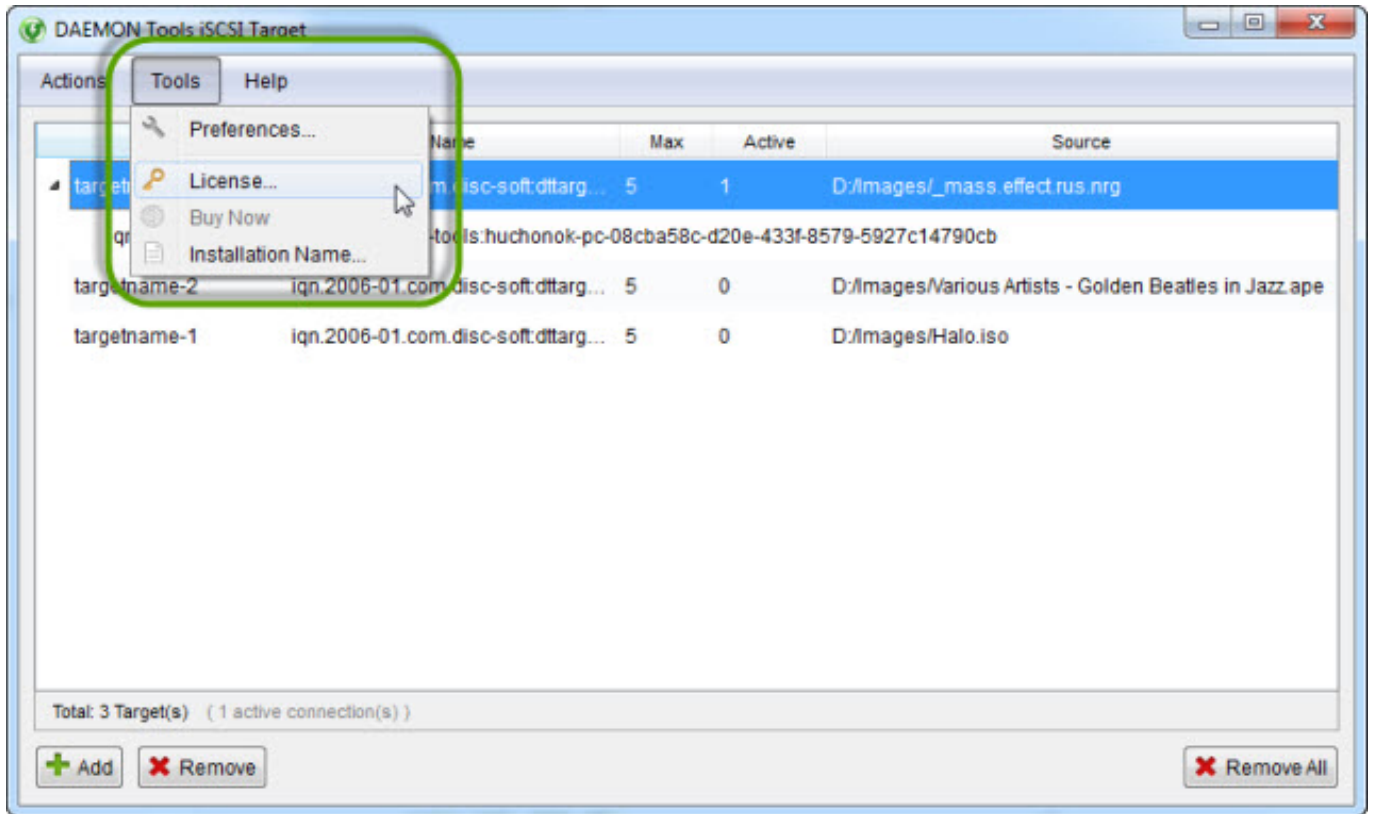 DAEMON Tools iSCSI Target
Actions Tools Help
Preferences...
License...
Buy Now
Installation Name...
Name Max Active Source
m.disc-soft:dttarg... 5 1 D:/Images/_mass.effect.rus.nrg
-tools:huchonok-pc-08cba58c-d20e-433f-8579-5927c14790cb
targetname-2 iqn.2006-01.com.disc-soft:dttarg... 5 0 D:/Images/Various Artists - Golden Beatles in Jazz.ape
targetname-1 iqn.2006-01.com.disc-soft:dttarg... 5 0 D:/Images/Halo.iso
Total: 3 Target(s) ( 1 active connection(s) )
Add Remove Remove All